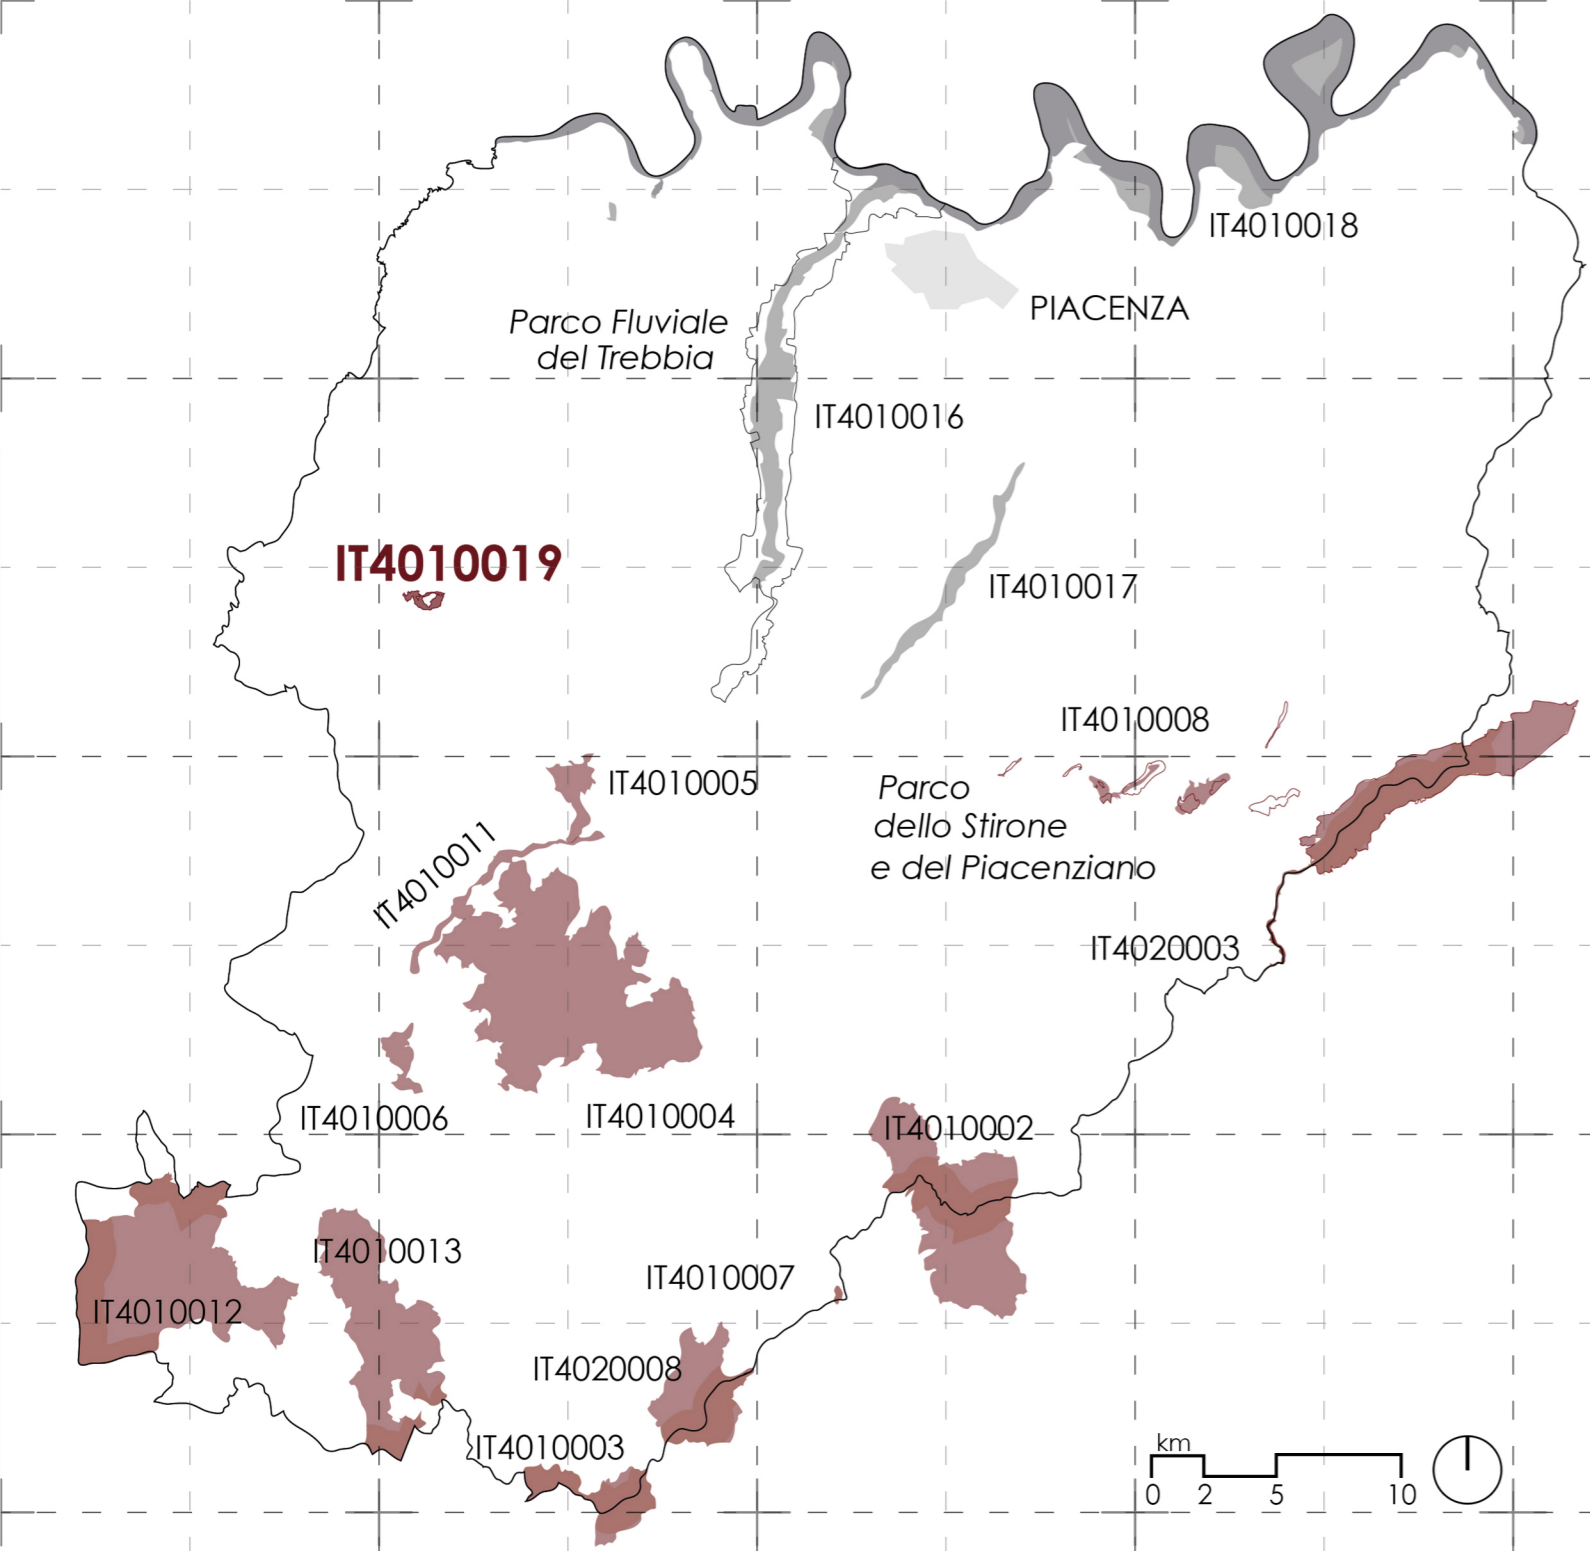 IT4010018
PIACENZA
Parco Fluviale
del Trebbia
IT4010016
IT4010019
IT4010017
IT4010008
IT4010005
Parco
dello Stirone
e del Piacenziano
IT4010011
IT4020003
IT4010006
IT4010004
IT4010002
IT4010013
IT4010007
IT4010012
IT4020008
IT4010003
km
0 2 5 10